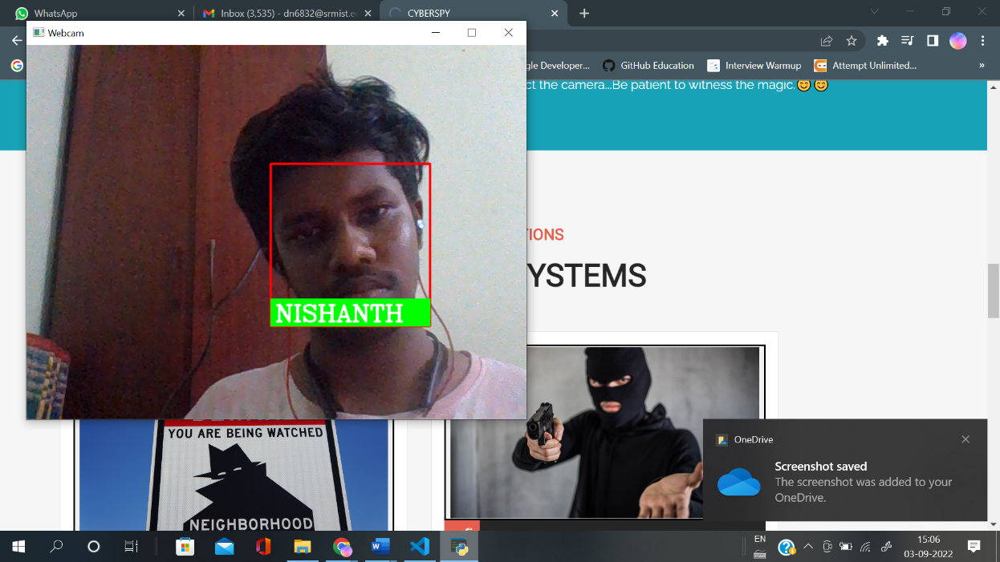 WhatsApp
Inbox (3,535) - dn6832@srmist.e
CYBERSPY
Webcam
gle Developer...
GitHub Education
Interview Warmup
Attempt Unlimited...
»
ct the camera...Be patient to witness the magic.😊😊
TIONS
YSTEMS
NISHANTH
YOU ARE BEING WATCHED
NEIGHBORHOOD
OneDrive
Screenshot saved
The screenshot was added to your
OneDrive.
EN
15:06
03-09-2022